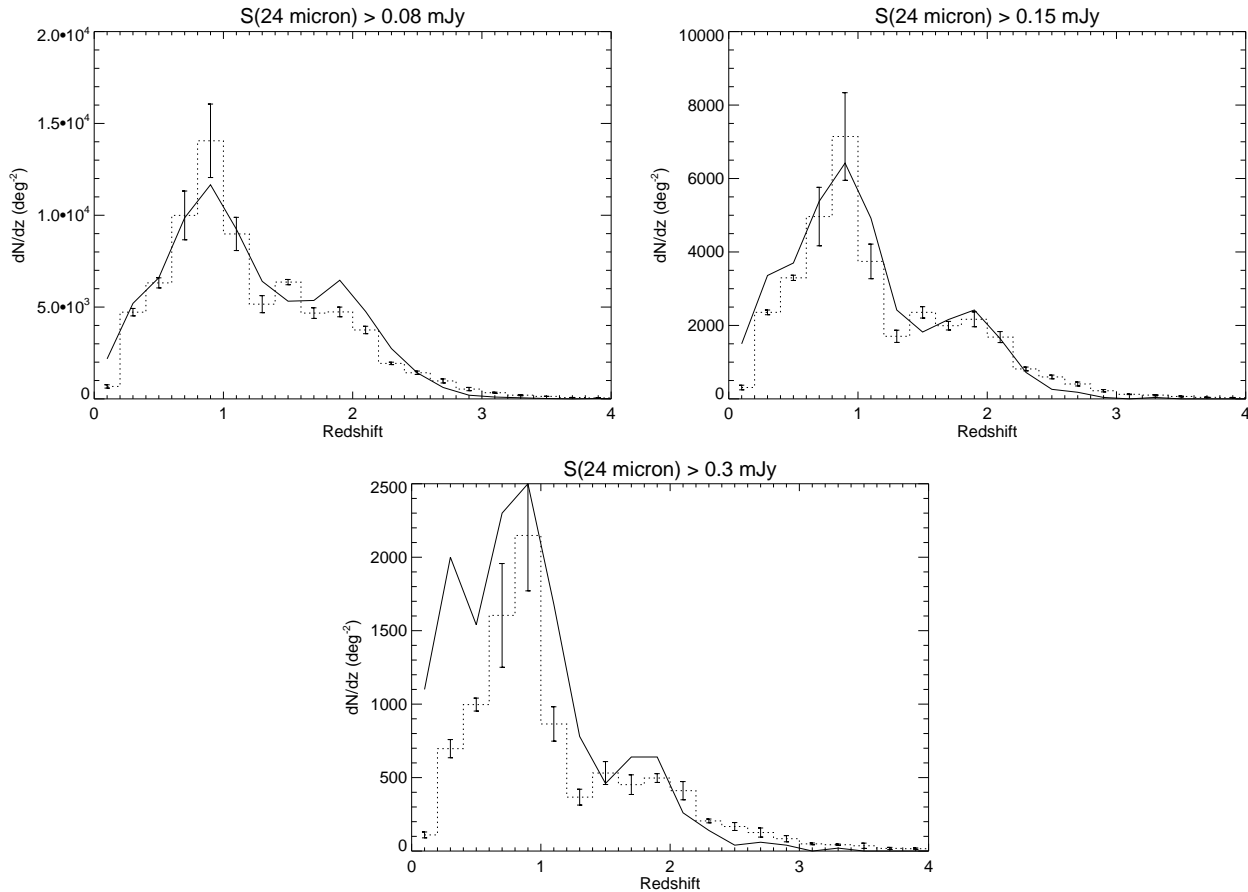 S(24 micron) > 0.08 mJy
2.0•10⁴
1.5•10⁴
1.0•10⁴
5.0•10³
0
dN/dz (deg⁻²)
0 1 2 3 4
Redshift
S(24 micron) > 0.15 mJy
10000
8000
6000
4000
2000
0
dN/dz (deg⁻²)
0 1 2 3 4
Redshift
S(24 micron) > 0.3 mJy
2500
2000
1500
1000
500
0
dN/dz (deg⁻²)
0 1 2 3 4
Redshift